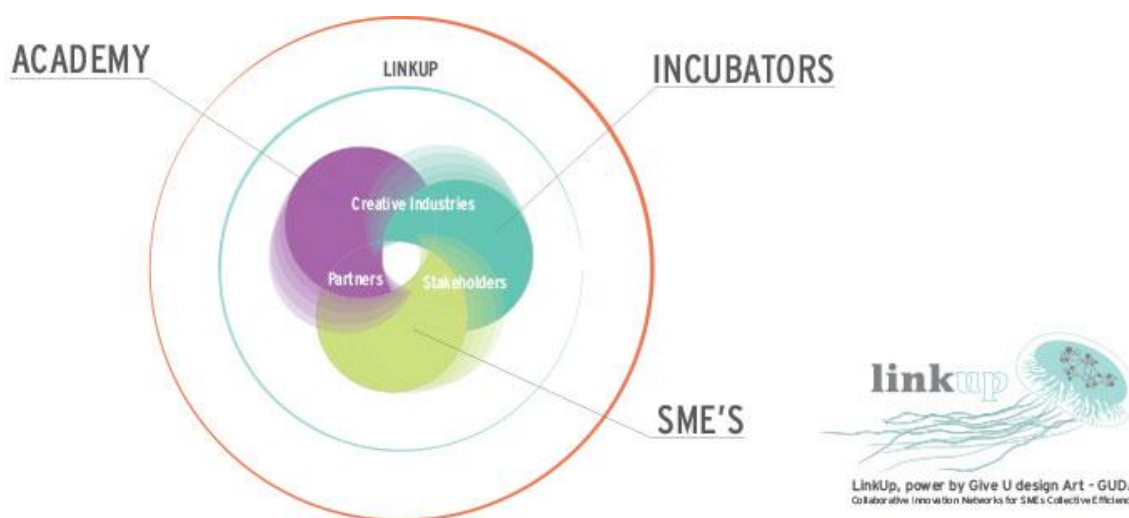 ACADEMY
LINKUP
INCUBATORS
Creative Industries
Partners
Stakeholders
SME'S
linkup
LinkUp, power by Give U design Art - GUD
Collaborative Innovation Networks for SMEs Collective